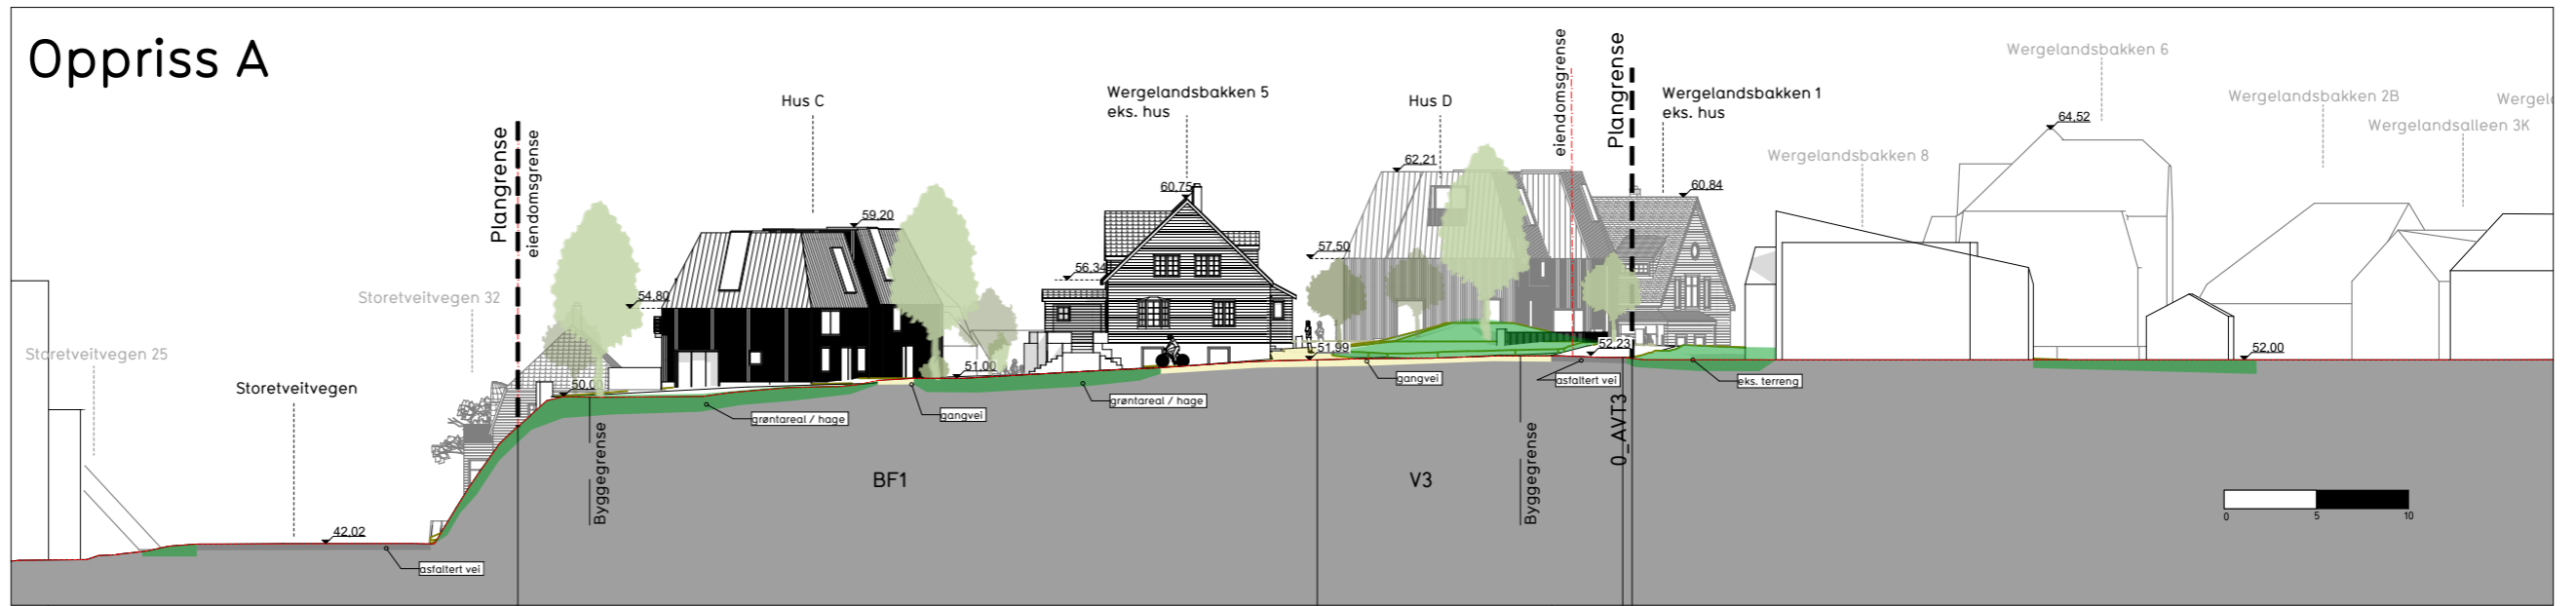 Oppriss A
Plangrense
eiendomsgrense
Hus C
Wergelandsbakken 5
eks. hus
Hus D
eiendomsgrense
Plangrense
Wergelandsbakken 1
eks. hus
Wergelandsbakken 6
Wergelandsbakken 2B
Wergelandsalleen 3K
Wergelandsbakken 8
Storetveitvegen 32
Storetveitvegen 25
Storetveitvegen
64,52
62,21
60,84
60,75
59,20
57,50
56,34
54,80
52,23
51,99
52,00
51,00
42,02
grøntareal / hage
gangvei
grøntareal / hage
gangvei
asfaltert vei
eks. terreng
asfaltert vei
Byggegrense
BF1
V3
Byggegrense
0_AVT3
0
5
10